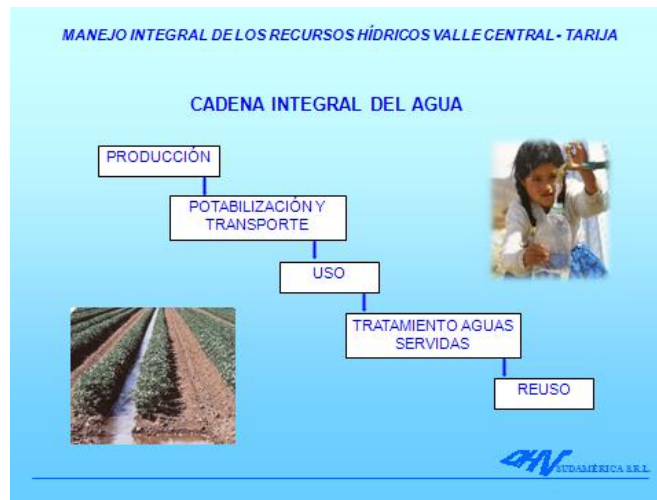 MANEJO INTEGRAL DE LOS RECURSOS HÍDRICOS VALLE CENTRAL - TARIJA
CADENA INTEGRAL DEL AGUA
PRODUCCIÓN
POTABILIZACIÓN Y
TRANSPORTE
USO
TRATAMIENTO AGUAS
SERVIDAS
REUSO
DHV SUDAMÉRICA S.R.L.